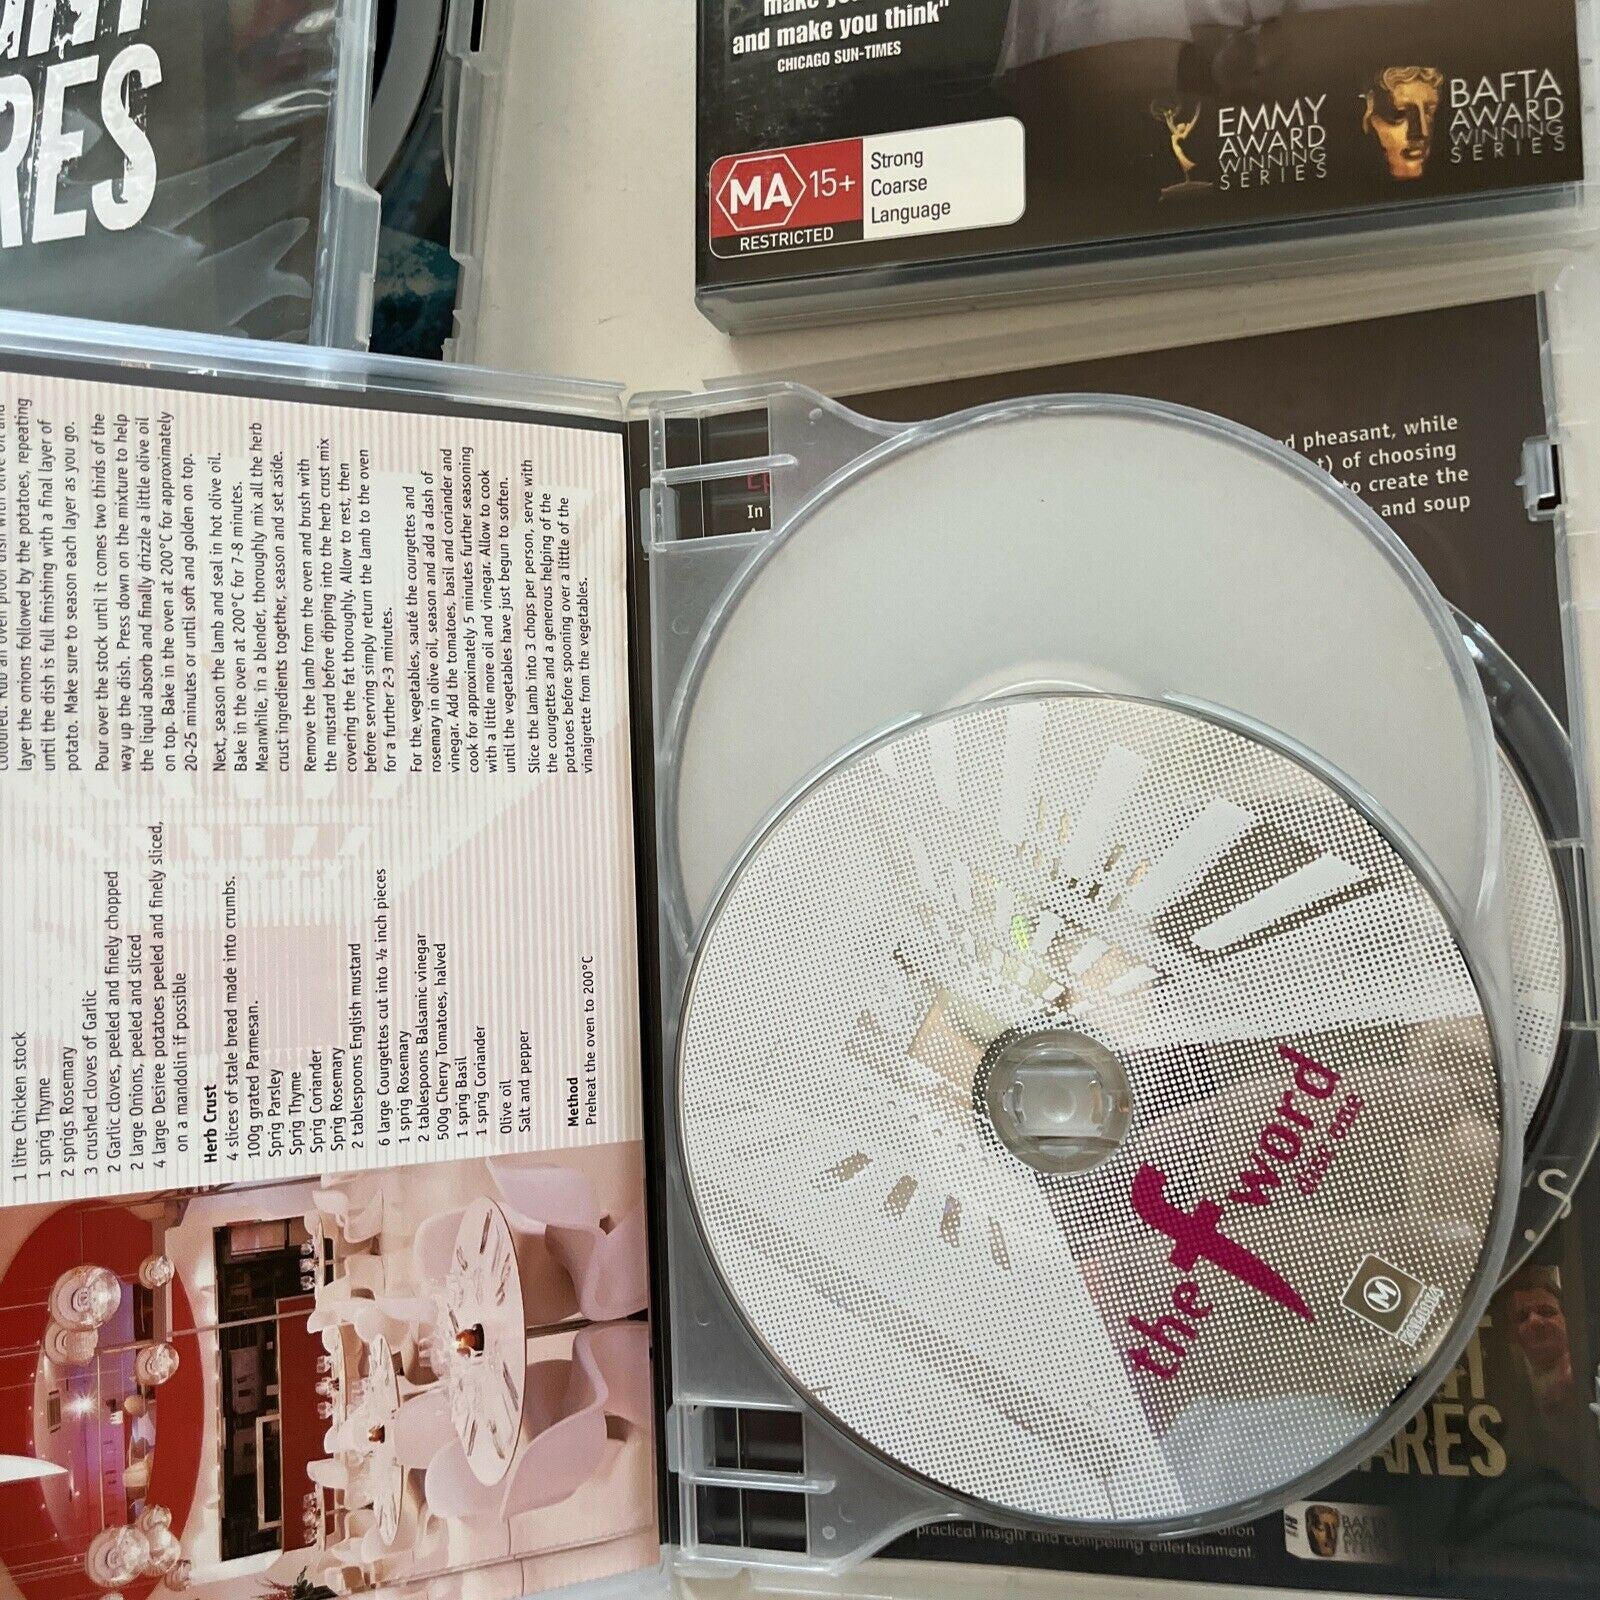 RES
and make you think"
CHICAGO SUN-TIMES
MA 15+
RESTRICTED
Strong
Coarse
Language
EMMY
AWARD
WINNING
SERIES
BAFTA
AWARD
WINNING
SERIES
layer the onions followed by the potatoes, repeating
until the dish is full finishing with a final layer of
potato. Make sure to season each layer as you go.
Pour over the stock until it comes two thirds of the
way up the dish. Press down on the mixture to help
the liquid absorb and finally drizzle a little olive oil
on top. Bake in the oven at 200°C for approximately
20-25 minutes or until soft and golden on top.
Next, season the lamb and seal in hot olive oil.
Bake in the oven at 200°C for 7-8 minutes.
Meanwhile, in a blender, thoroughly mix all the herb
crust ingredients together, season and set aside.
Remove the lamb from the oven and brush with
the mustard before dipping into the herb crust mix
covering the fat thoroughly. Allow to rest, then
before serving simply return the lamb to the oven
for a further 2-3 minutes.
For the vegetables, sauté the courgettes and
rosemary in olive oil, season and add a dash of
vinegar. Add the tomatoes, basil and coriander and
cook for approximately 5 minutes further seasoning
with a little more oil and vinegar. Allow to cook
until the vegetables have just begun to soften.
Slice the lamb into 3 chops per person, serve with
the courgettes and a generous helping of the
potatoes before spooning over a little of the
vinaigrette from the vegetables.
1 litre Chicken stock
1 sprig Thyme
2 sprigs Rosemary
3 crushed cloves of Garlic
2 Garlic cloves, peeled and finely chopped
2 large Onions, peeled and sliced
4 large Desiree potatoes peeled and finely sliced,
on a mandolin if possible
Herb Crust
4 slices of stale bread made into crumbs.
100g grated Parmesan.
Sprig Parsley
Sprig Thyme
Sprig Coriander
Sprig Rosemary
2 tablespoons English mustard
6 large Courgettes cut into ½ inch pieces
1 sprig Rosemary
2 tablespoons Balsamic vinegar
500g Cherry Tomatoes, halved
1 sprig Basil
1 sprig Coriander
Olive oil
Salt and pepper
Method
Preheat the oven to 200°C
pheasant, while
of choosing
to create the
and soup
In
the f word
disc one
M
ARES
BAFTA
practical insight and compelling
entertainment.